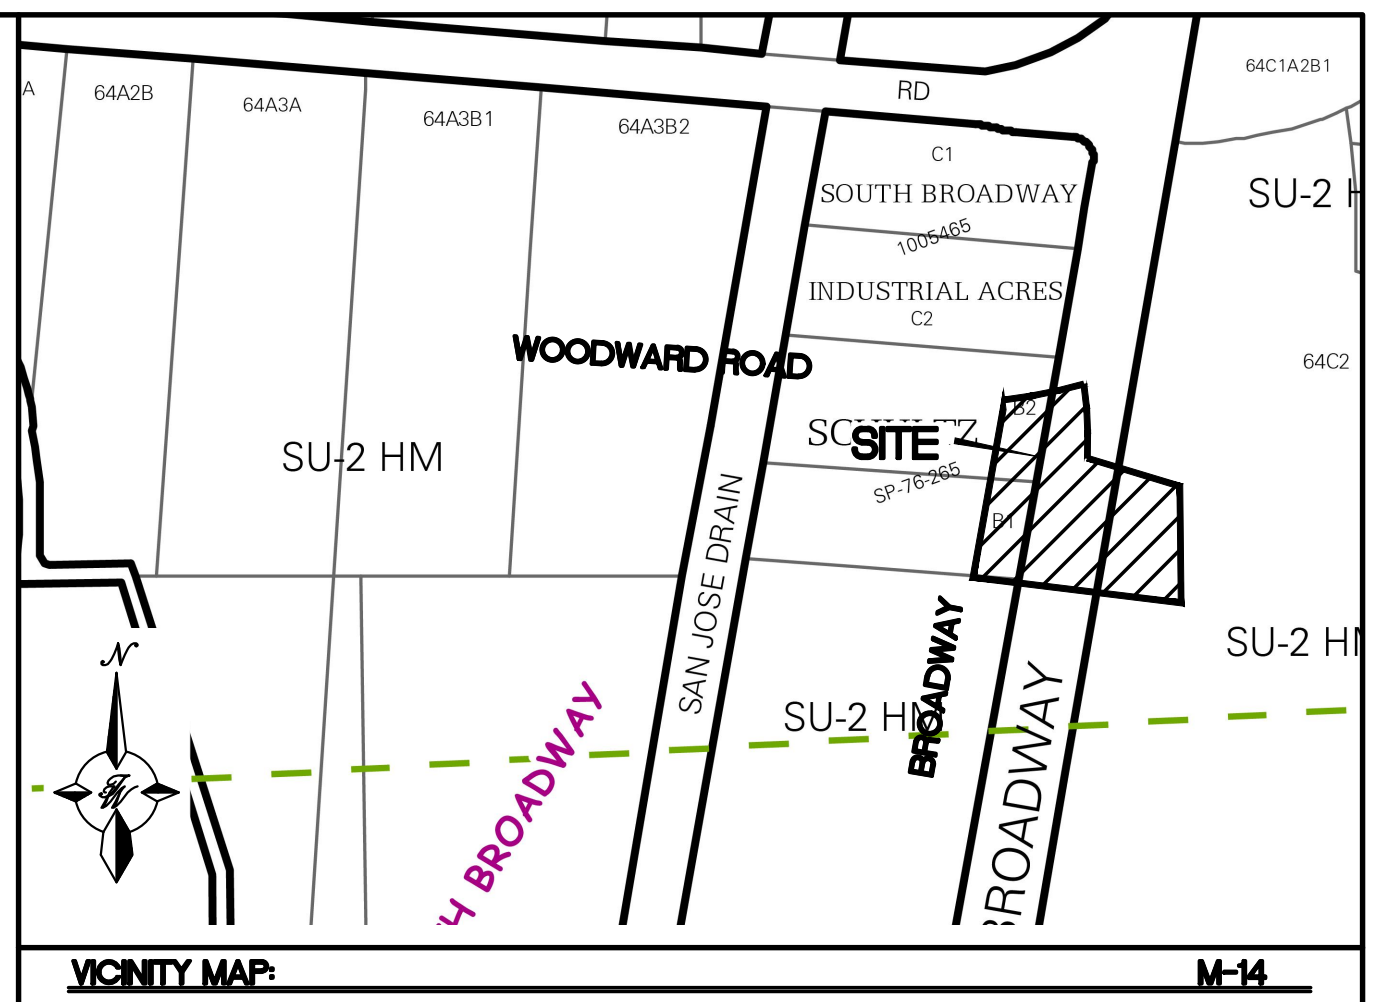 RD
64C1A2B1
A
64A2B
64A3A
64A3B1
64A3B2
C1
SOUTH BROADWAY
SU-2 H
1005465
INDUSTRIAL ACRES
C2
WOODWARD ROAD
64C2
B2
SU-2 HM
SITE
SP-76-265
B1
SAN JOSE DRAIN
BROADWAY
SU-2 HM
N
SU-2 HM
BROADWAY
H BROADWAY
VICINITY MAP:
M-14